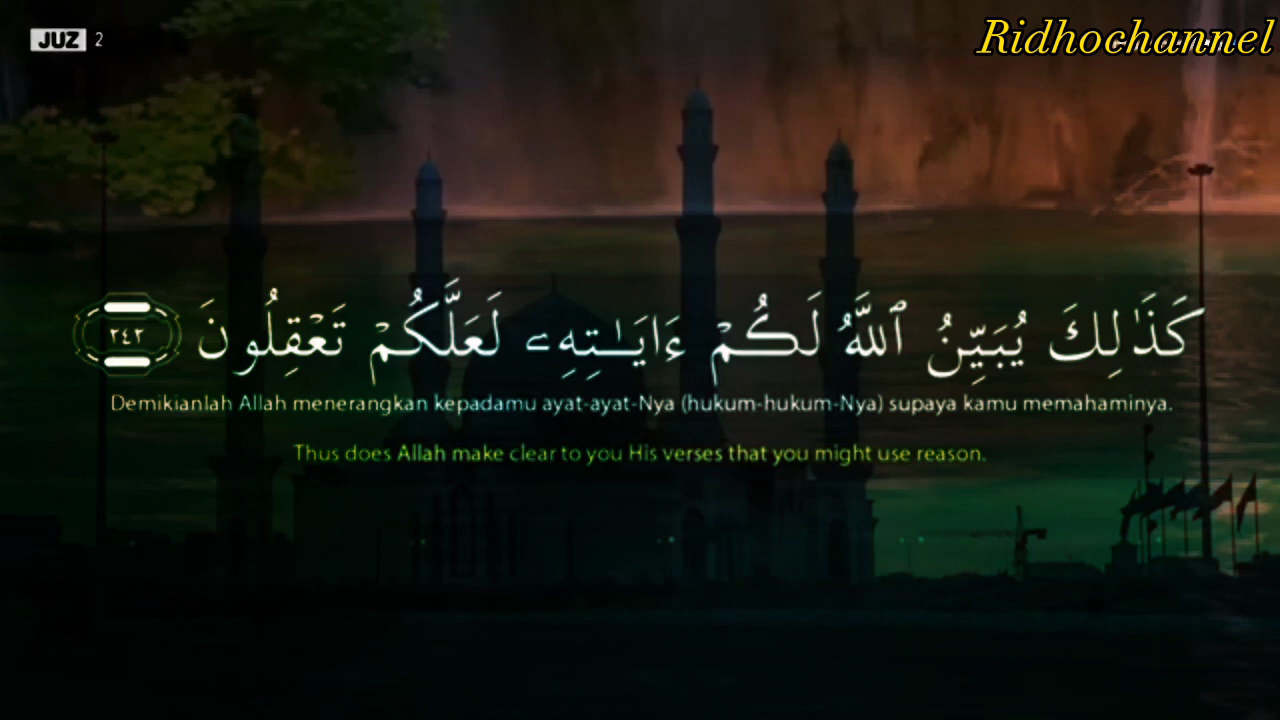 JUZ 2
Ridhochannel
كَذَٰلِكَ يُبَيِّنُ ٱللَّهُ لَكُمْ ءَايَـٰتِهِۦ لَعَلَّكُمْ تَعْقِلُونَ ٢٤٢
Demikianlah Allah menerangkan kepadamu ayat-ayat-Nya (hukum-hukum-Nya) supaya kamu memahaminya.
Thus does Allah make clear to you His verses that you might use reason.